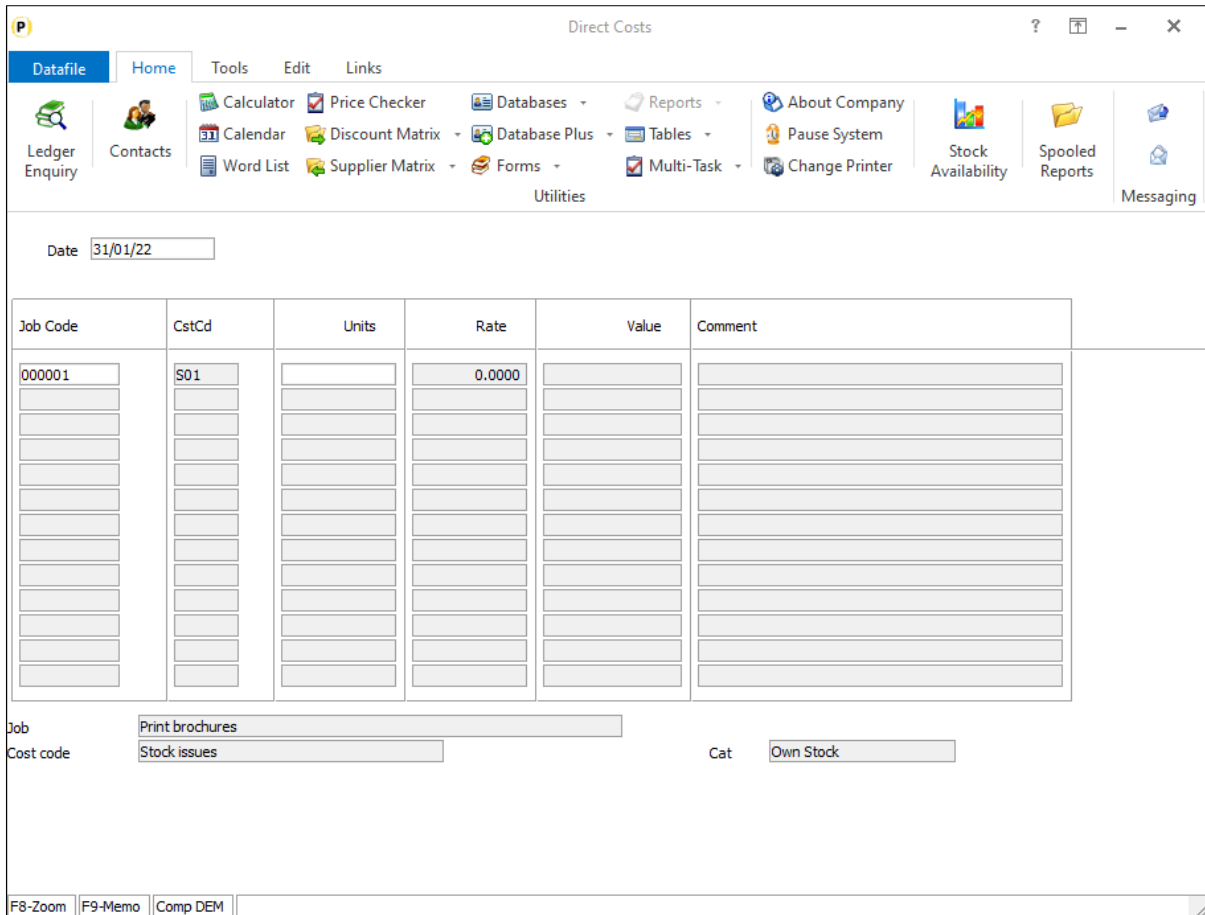 P Direct Costs ?
Datafile Home Tools Edit Links
Calculator Price Checker Databases Reports About Company
Calendar Discount Matrix Database Plus Tables Pause System
Word List Supplier Matrix Forms Multi-Task Change Printer
Ledger Enquiry
Contacts
Stock Availability
Spooled Reports
Utilities
Messaging
Date 31/01/22
Job Code CstCd Units Rate Value Comment
000001 S01 0.0000
Job Print brochures
Cost code Stock issues Cat Own Stock
F8-Zoom F9-Memo Comp DEM